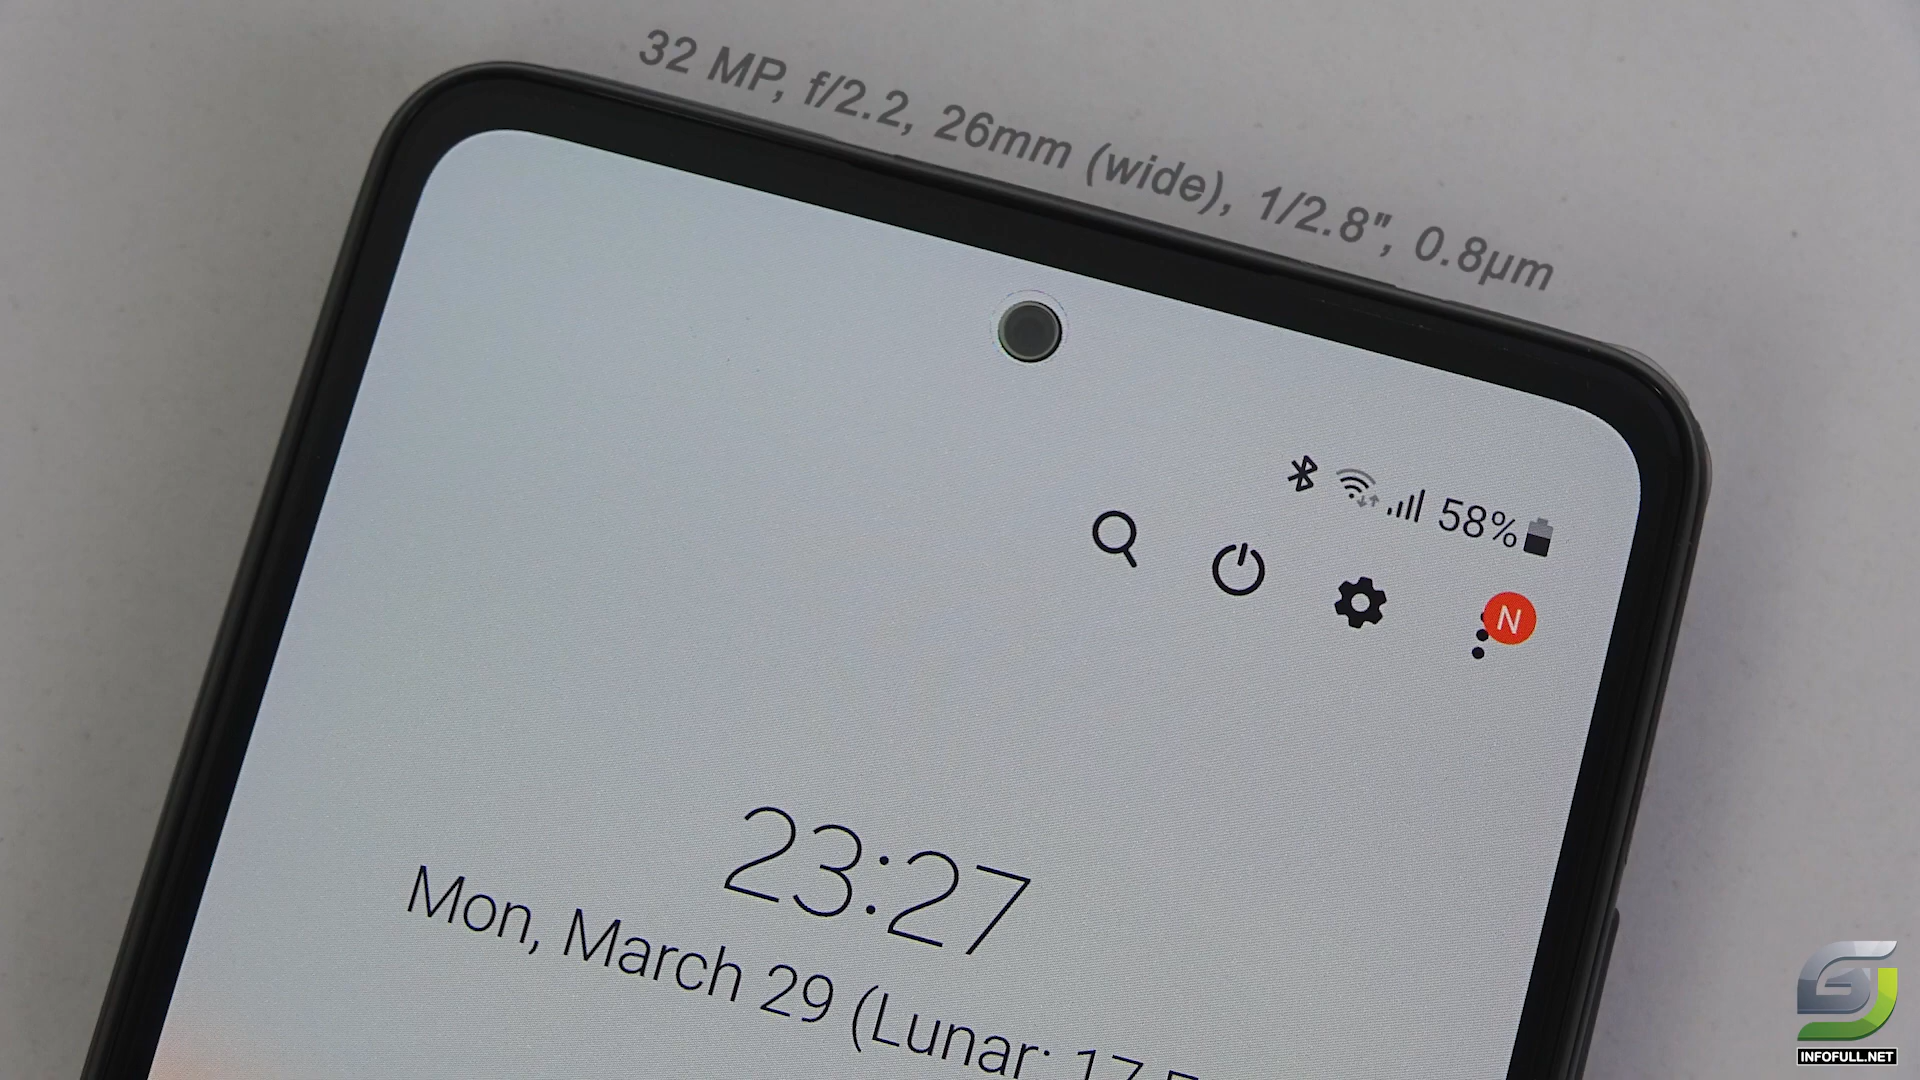 32 MP, f/2.2, 26mm (wide), 1/2.8", 0.8µm
58%
N
23:27
Mon, March 29 (Lunar: 17
INFOFULL.NET